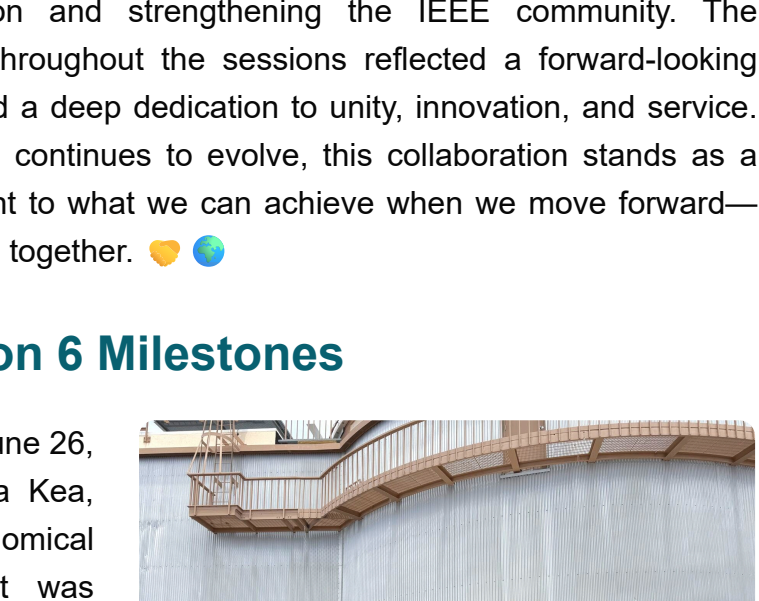 on and strengthening the IEEE community. The
hroughout the sessions reflected a forward-looking
d a deep dedication to unity, innovation, and service.
continues to evolve, this collaboration stands as a
nt to what we can achieve when we move forward—
together. 🤝 🌍
on 6 Milestones
une 26,
a Kea,
omical
t was